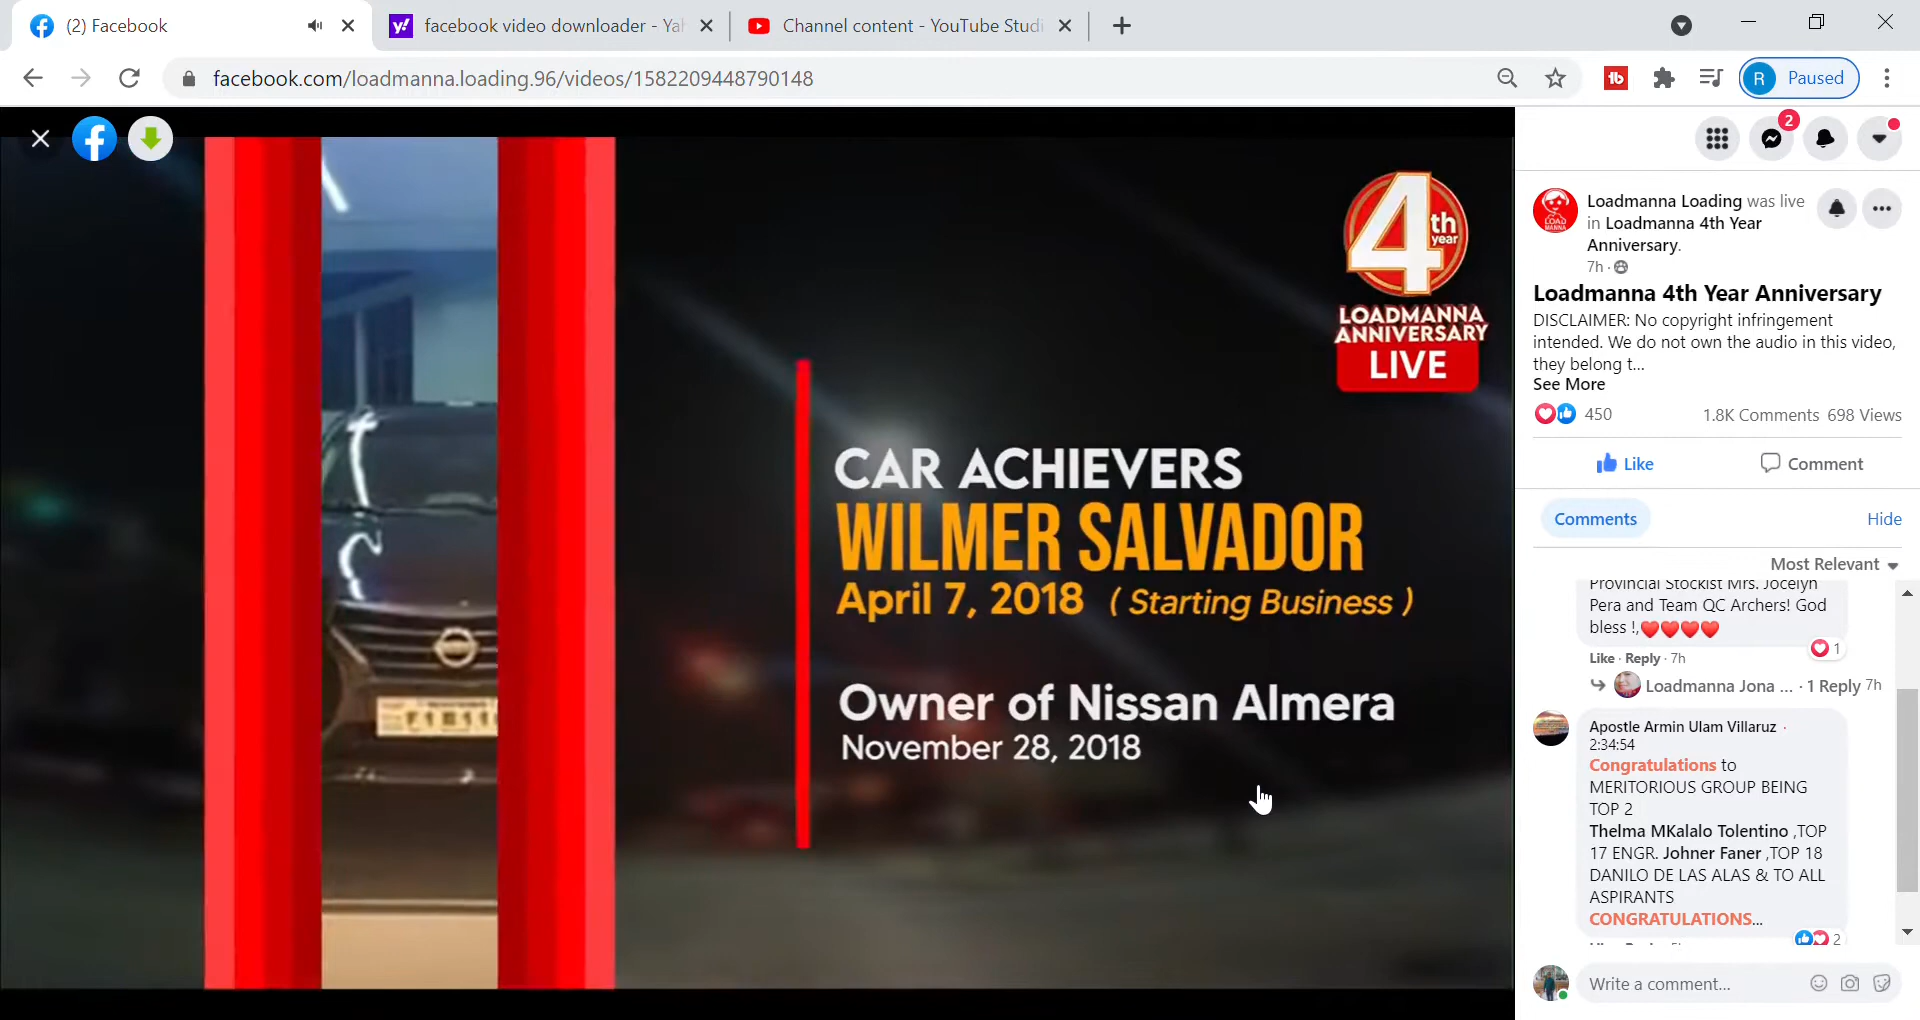 (2) Facebook
facebook video downloader - Ya
Channel content - YouTube Studi
facebook.com/loadmanna.loading.96/videos/1582209448790148
R Paused
2
4th year
LOADMANNA
ANNIVERSARY
LIVE
CAR ACHIEVERS
WILMER SALVADOR
April 7, 2018 ( Starting Business )
Owner of Nissan Almera
November 28, 2018
Loadmanna Loading was live
in Loadmanna 4th Year
Anniversary.
7h ·
Loadmanna 4th Year Anniversary
DISCLAIMER: No copyright infringement
intended. We do not own the audio in this video,
they belong t...
See More
450 1.8K Comments 698 Views
Like Comment
Comments Hide
Most Relevant
Provincial Stockist Mrs. Jocelyn
Pera and Team QC Archers! God
bless !,❤❤❤❤
1
Like · Reply · 7h
Loadmanna Jona ... · 1 Reply 7h
Apostle Armin Ulam Villaruz ·
2:34:54
Congratulations to
MERITORIOUS GROUP BEING
TOP 2
Thelma MKalalo Tolentino ,TOP
17 ENGR. Johner Faner ,TOP 18
DANILO DE LAS ALAS & TO ALL
ASPIRANTS
CONGRATULATIONS...
2
Write a comment...